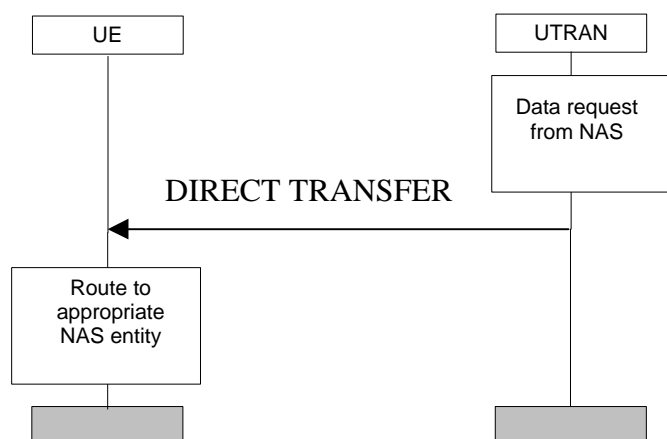 UE
UTRAN
Data request
from NAS
DIRECT TRANSFER
Route to
appropriate
NAS entity